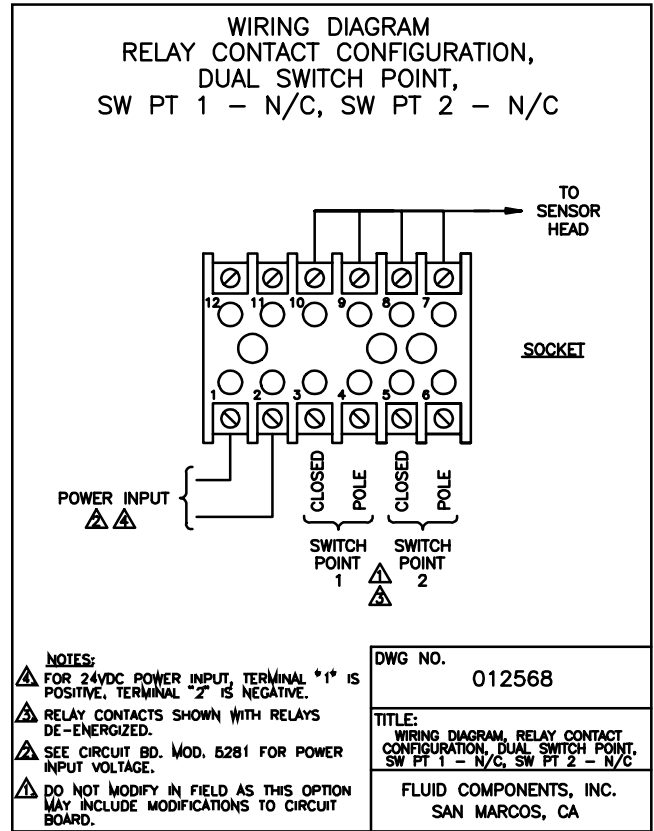 WIRING DIAGRAM
RELAY CONTACT CONFIGURATION,
DUAL SWITCH POINT,
SW PT 1 – N/C, SW PT 2 – N/C
TO
SENSOR
HEAD
12 11 10 9 8 7
SOCKET
1 2 3 4 5 6
CLOSED
POLE
CLOSED
POLE
POWER INPUT
2 4
SWITCH
POINT
1
SWITCH
POINT
2
1
3
NOTES:
4 FOR 24VDC POWER INPUT, TERMINAL "1" IS
POSITIVE, TERMINAL "2" IS NEGATIVE.
3 RELAY CONTACTS SHOWN WITH RELAYS
DE-ENERGIZED.
2 SEE CIRCUIT BD. MOD. 5281 FOR POWER
INPUT VOLTAGE.
1 DO NOT MODIFY IN FIELD AS THIS OPTION
MAY INCLUDE MODIFICATIONS TO CIRCUIT
BOARD.
DWG NO.
012568
TITLE:
WIRING DIAGRAM, RELAY CONTACT
CONFIGURATION, DUAL SWITCH POINT,
SW PT 1 – N/C, SW PT 2 – N/C
FLUID COMPONENTS, INC.
SAN MARCOS, CA